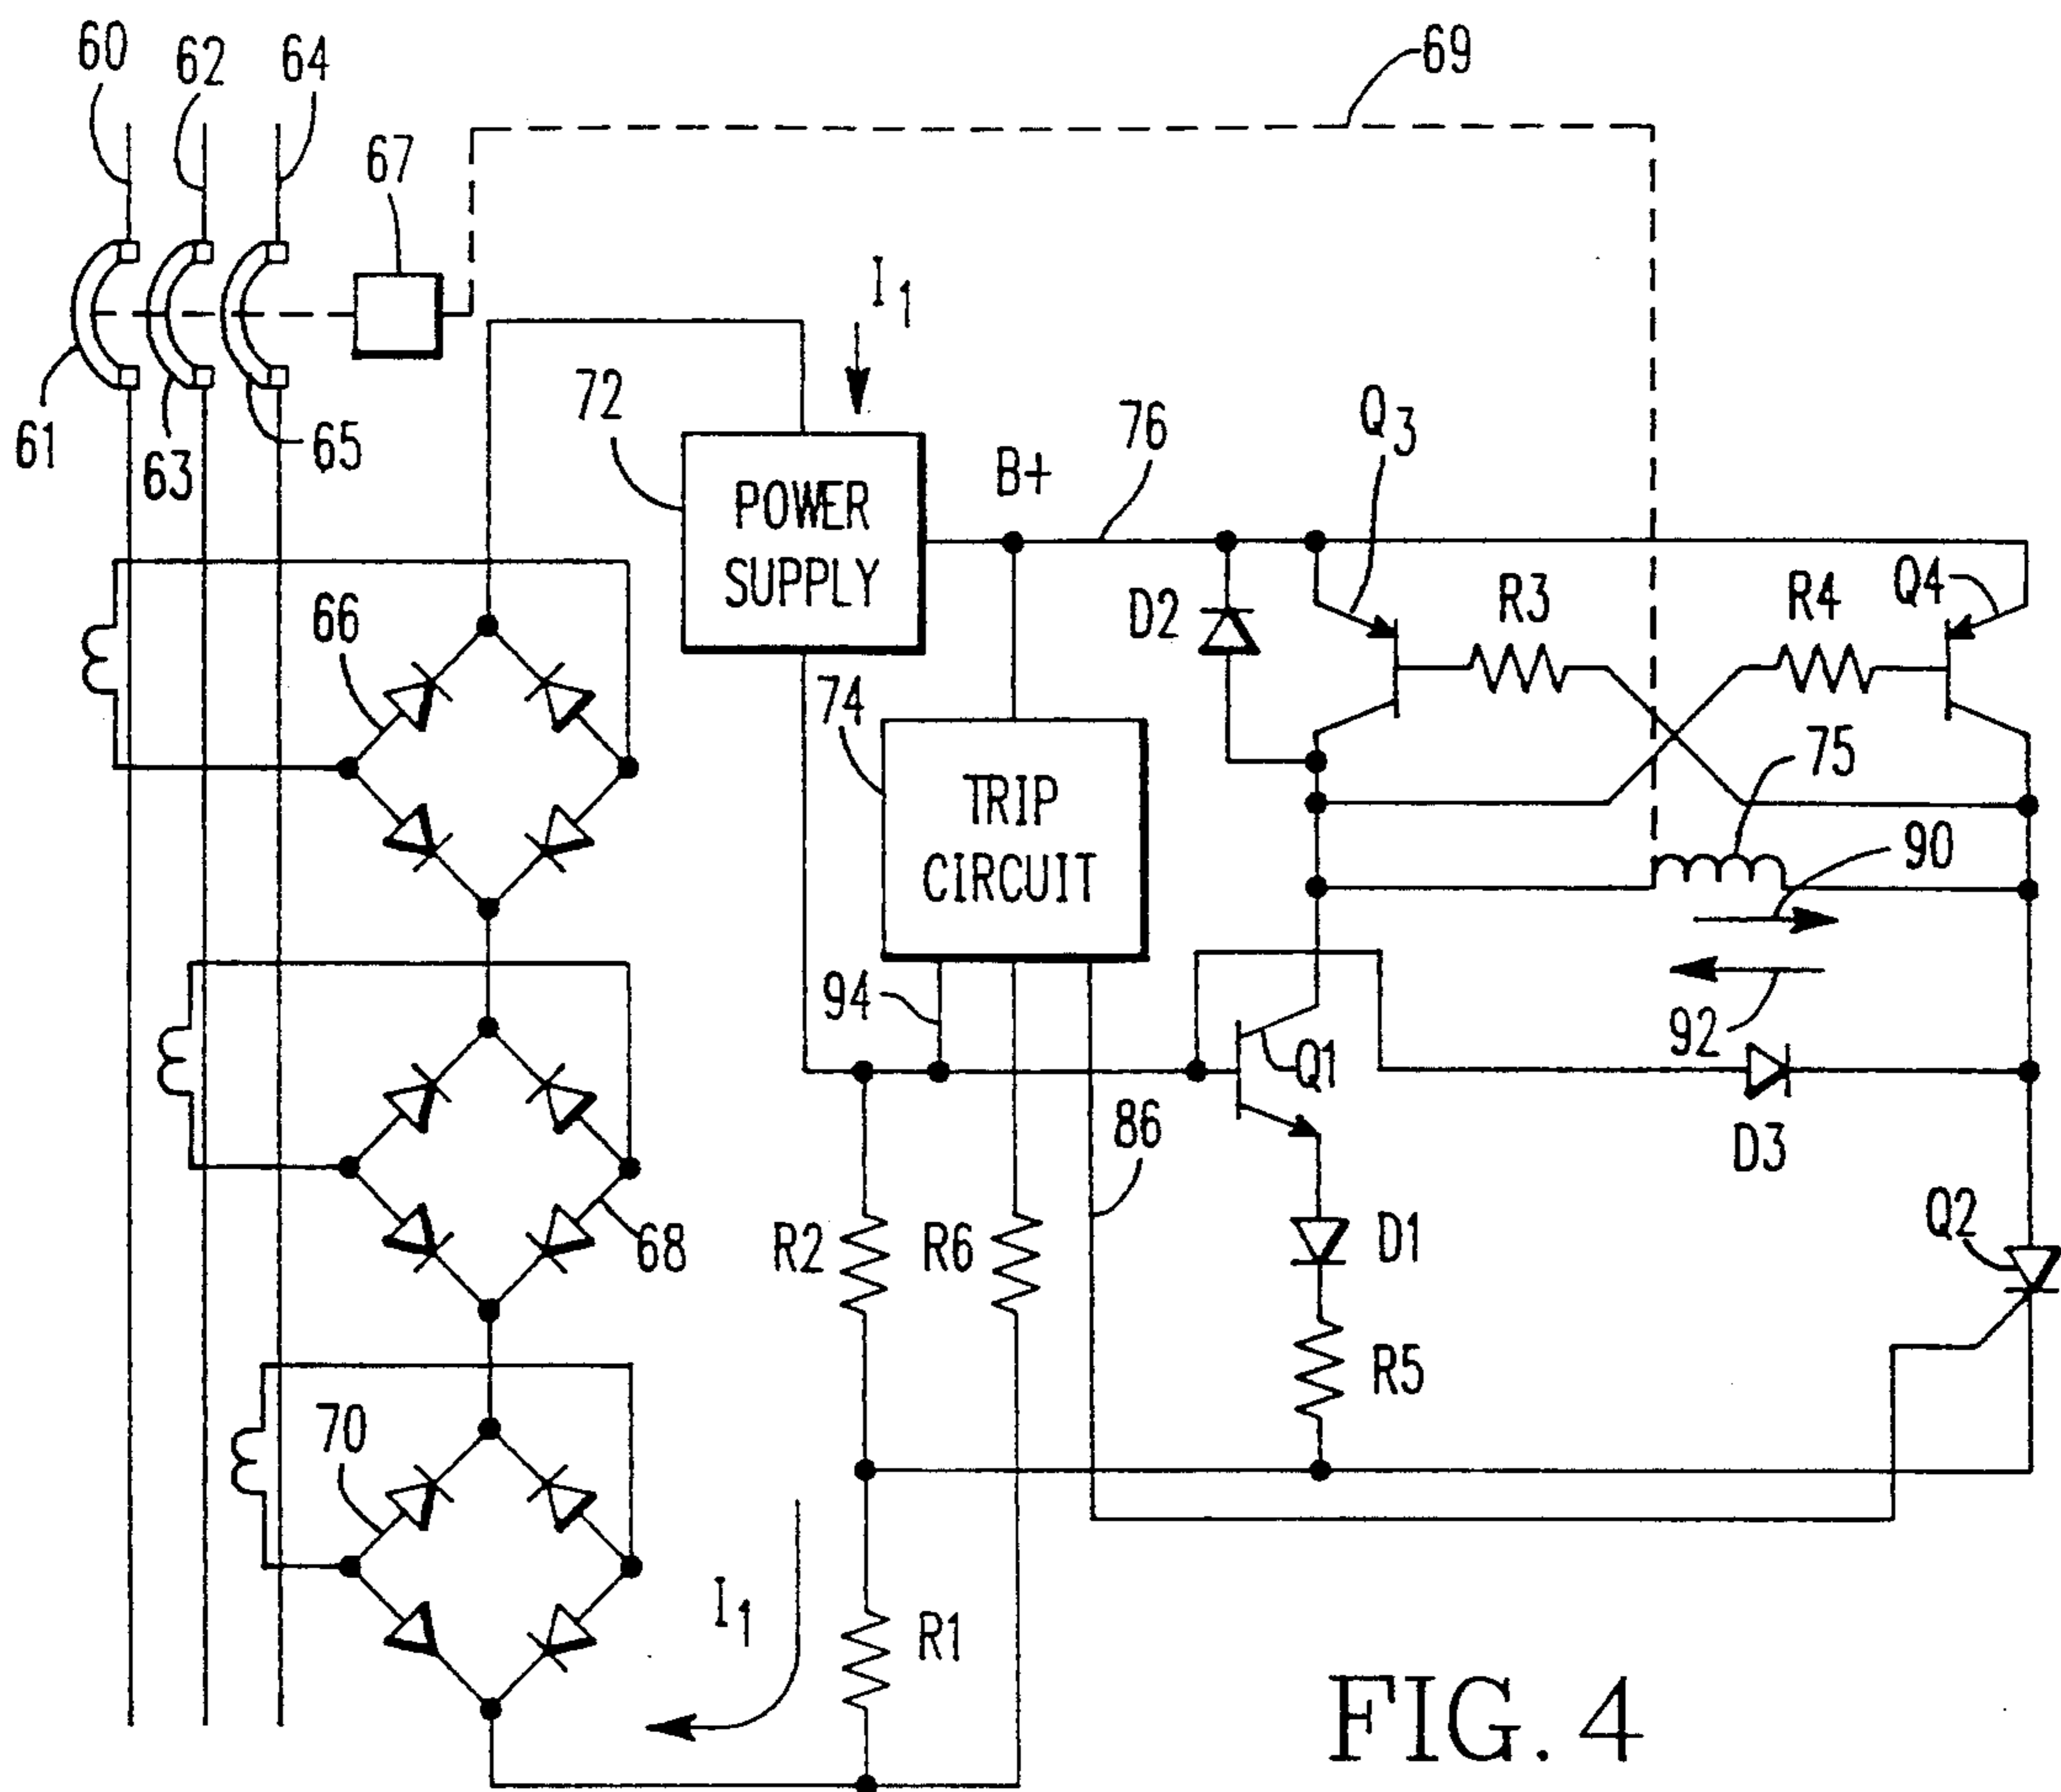 60
62
64
69
67
I1
61
63
65
72
POWER
SUPPLY
B+
76
Q3
D2
R3
R4
Q4
66
74
TRIP
CIRCUIT
75
90
94
Q1
92
86
D3
68
R2
R6
D1
Q2
R5
70
I1
R1
FIG. 4